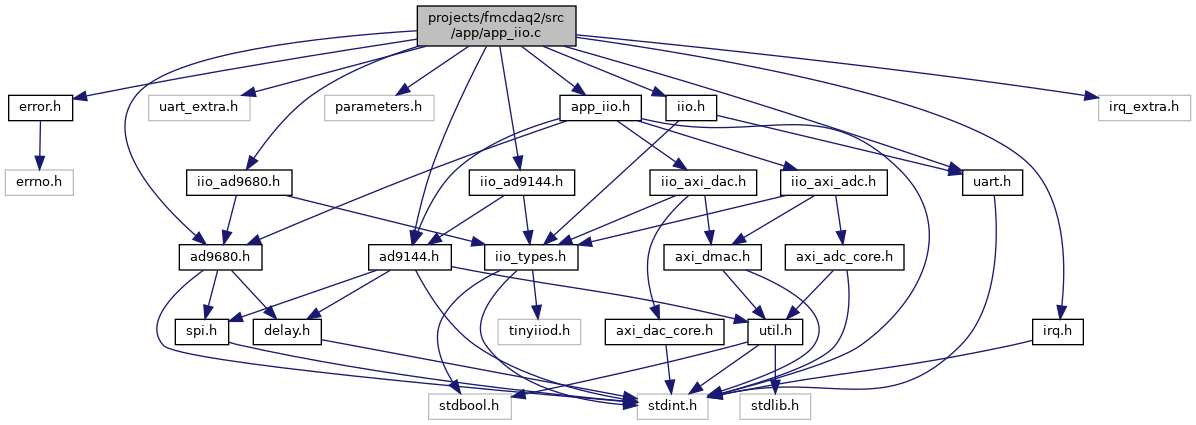 projects/fmcdaq2/src
/app/app_iio.c
error.h
uart_extra.h
parameters.h
app_iio.h
iio.h
irq_extra.h
errno.h
iio_ad9680.h
iio_ad9144.h
iio_axi_dac.h
iio_axi_adc.h
uart.h
ad9680.h
ad9144.h
iio_types.h
axi_dmac.h
axi_adc_core.h
spi.h
delay.h
tinyiiod.h
axi_dac_core.h
util.h
irq.h
stdbool.h
stdint.h
stdlib.h